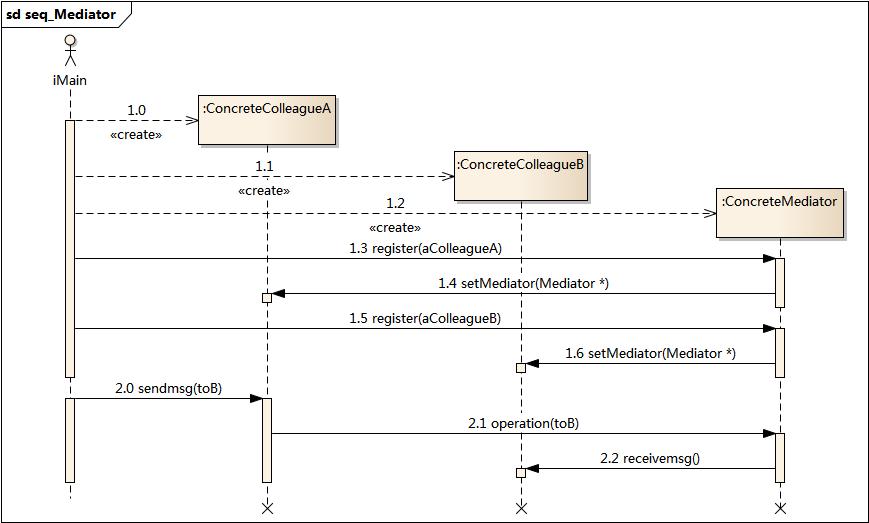 sd seq_Mediator
iMain
:ConcreteColleagueA
1.0
«create»
:ConcreteColleagueB
1.1
«create»
:ConcreteMediator
1.2
«create»
1.3 register(aColleagueA)
1.4 setMediator(Mediator *)
1.5 register(aColleagueB)
1.6 setMediator(Mediator *)
2.0 sendmsg(toB)
2.1 operation(toB)
2.2 receivemsg()